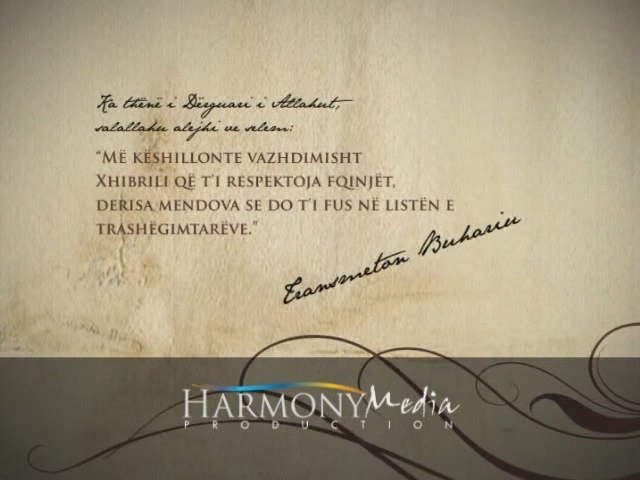 Ka thënë i Dërguari i Allahut,
salallahu alejhi ve selem:
“Më këshillonte vazhdimisht
Xhibrili që t'i respektoja fqinjët,
derisa mendova se do t'i fus në listën e
trashëgimtarëve.”
Transmeton Buhariu
HARMONY Media
PRODUCTION